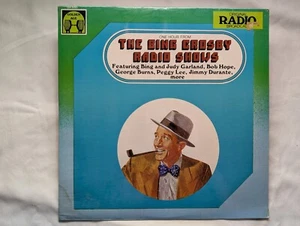 RADIO
ONE HOUR FROM
THE BING CROSBY
RADIO SHOWS
Featuring Bing and Judy Garland, Bob Hope,
George Burns, Peggy Lee, Jimmy Durante,
more